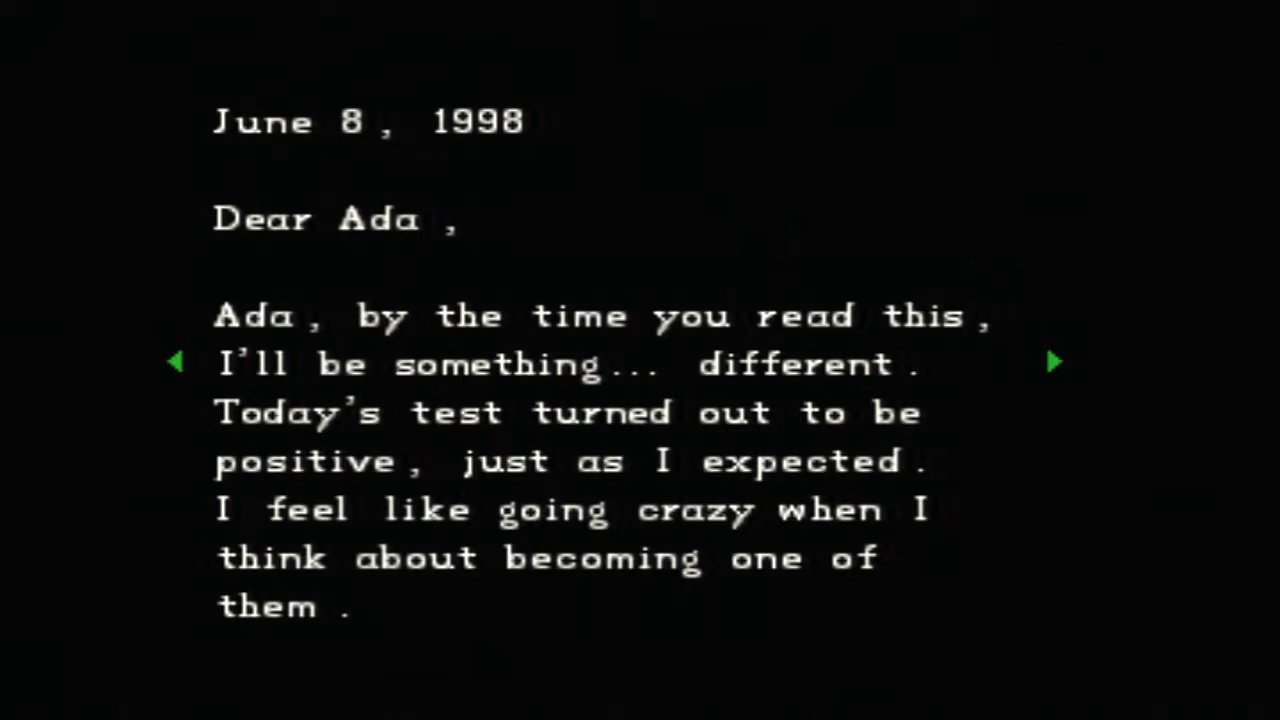 June 8, 1998
Dear Ada,
Ada, by the time you read this,
I'll be something... different.
Today's test turned out to be
positive, just as I expected.
I feel like going crazy when I
think about becoming one of
them.